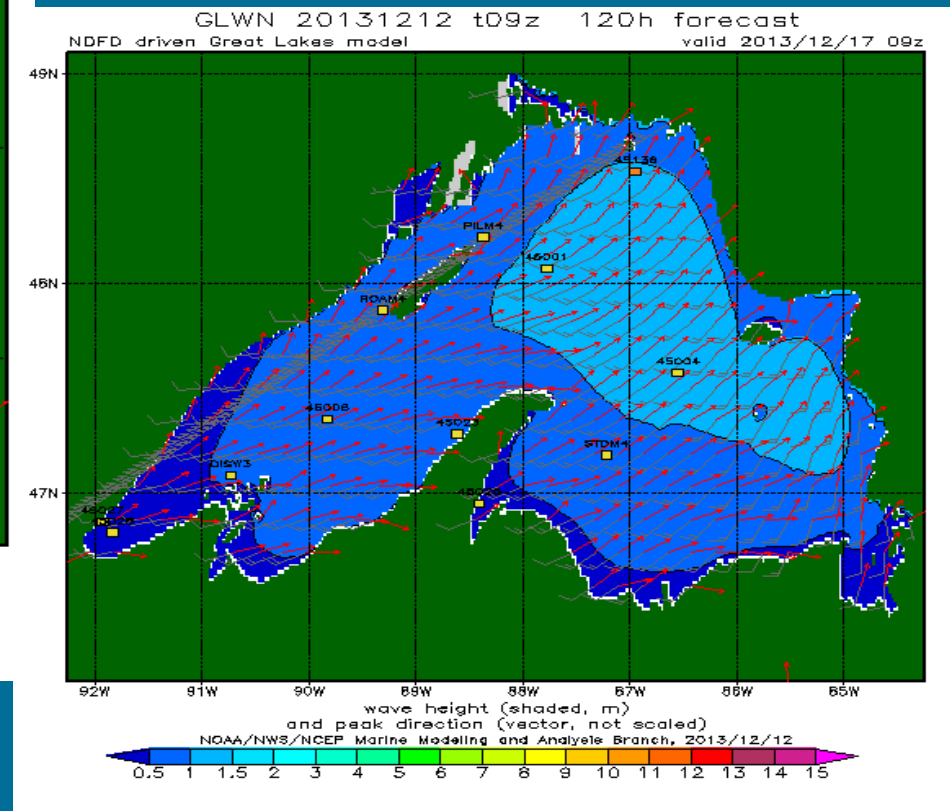 GLWN 20131212 t09z 120h forecast
NDFD driven Great Lakes model valid 2013/12/17 09z
49N
45136
PILM4
45001
48N
ROAM4
45004
45006
45023
STDM4
DISW3
47N
92W 91W 90W 89W 88W 87W 86W 85W
wave height (shaded, m)
and peak direction (vector, not scaled)
NOAA/NWS/NCEP Marine Modeling and Analysis Branch, 2013/12/12
0.5 1 1.5 2 3 4 5 6 7 8 9 10 11 12 13 14 15